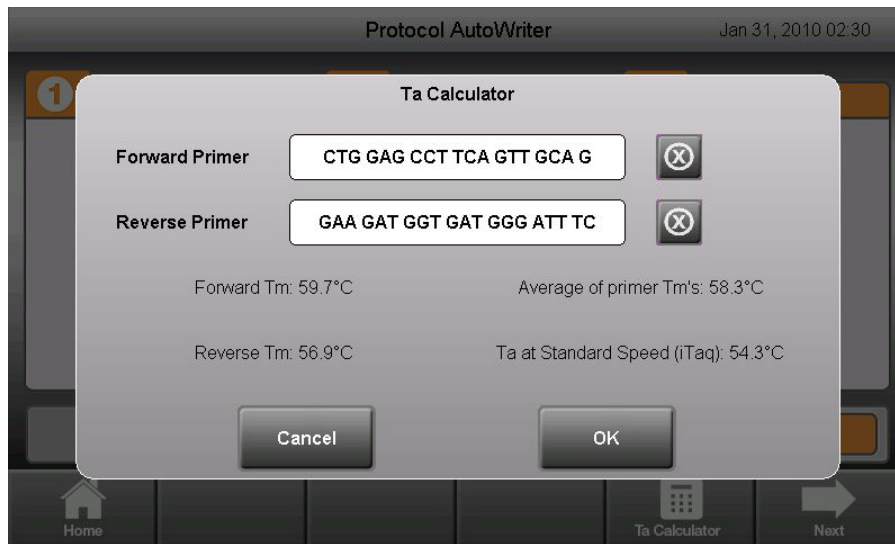 Protocol AutoWriter Jan 31, 2010 02:30
1
Ta Calculator
Forward Primer CTG GAG CCT TCA GTT GCA G
Reverse Primer GAA GAT GGT GAT GGG ATT TC
Forward Tm: 59.7°C Average of primer Tm's: 58.3°C
Reverse Tm: 56.9°C Ta at Standard Speed (iTaq): 54.3°C
Cancel OK
Home Ta Calculator Next